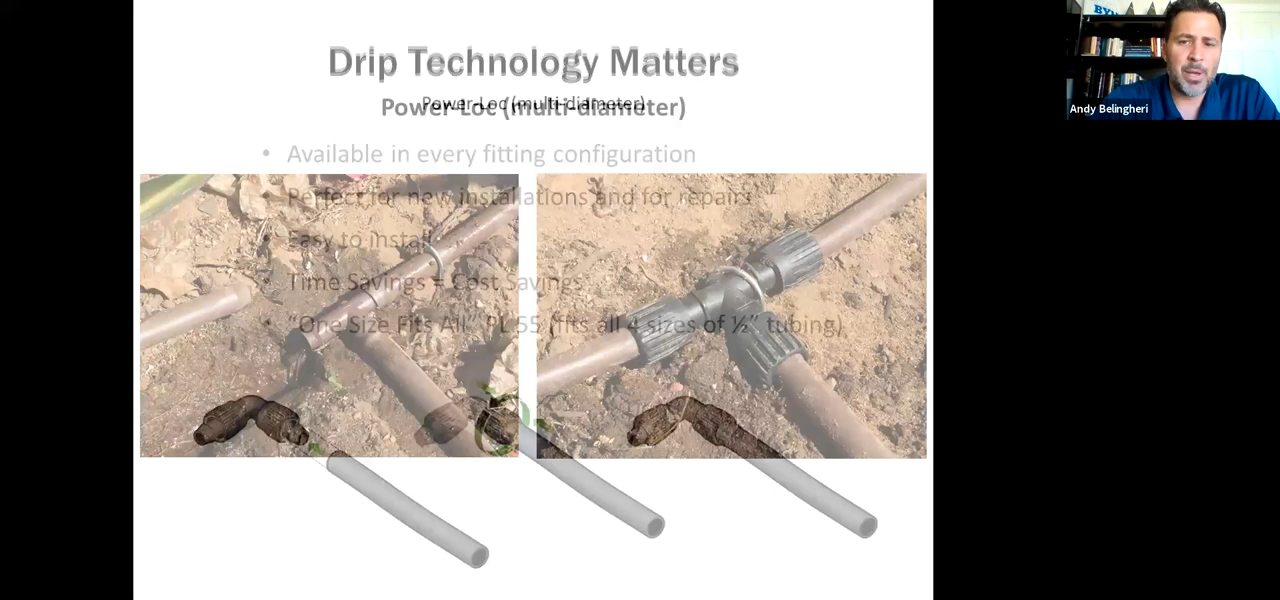 Drip Technology Matters
Power-Loc (multi-diameter)
Power-Loc (multi-diameter)
• Available in every fitting configuration
• Perfect for new installations and for repairs
• Easy to install
• Time Savings = Cost Savings
• “One Size Fits All” PL 55 (fits all 4 sizes of ½” tubing)
Andy Belingheri